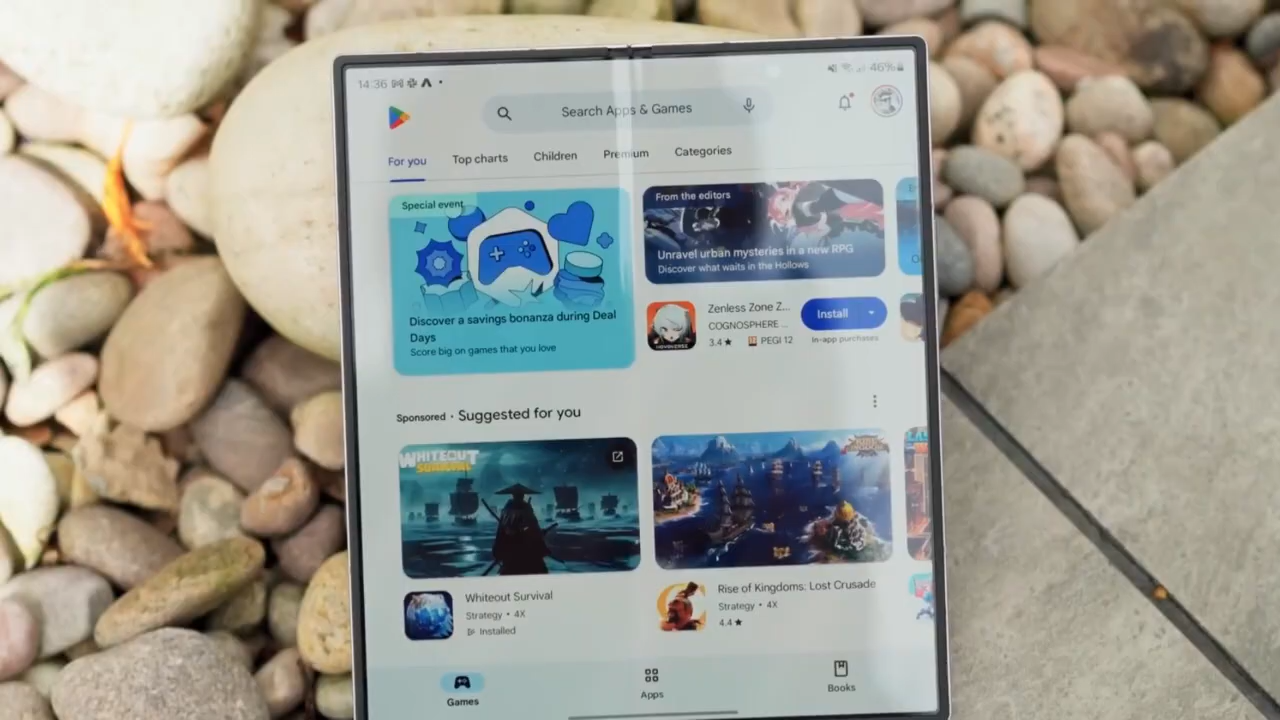 14:36
46%
Search Apps & Games
For you
Top charts
Children
Premium
Categories
Special event
Discover a savings bonanza during Deal
Days
Score big on games that you love
From the editors
Unravel urban mysteries in a new RPG
Discover what waits in the Hollows
Zenless Zone Z...
COGNOSPHERE ...
3.4★
PEGI 12
Install
In-app purchases
Sponsored · Suggested for you
WHITEOUT
SURVIVAL
Whiteout Survival
Strategy • 4X
Installed
Rise of Kingdoms: Lost Crusade
Strategy • 4X
4.4★
Games
Apps
Books